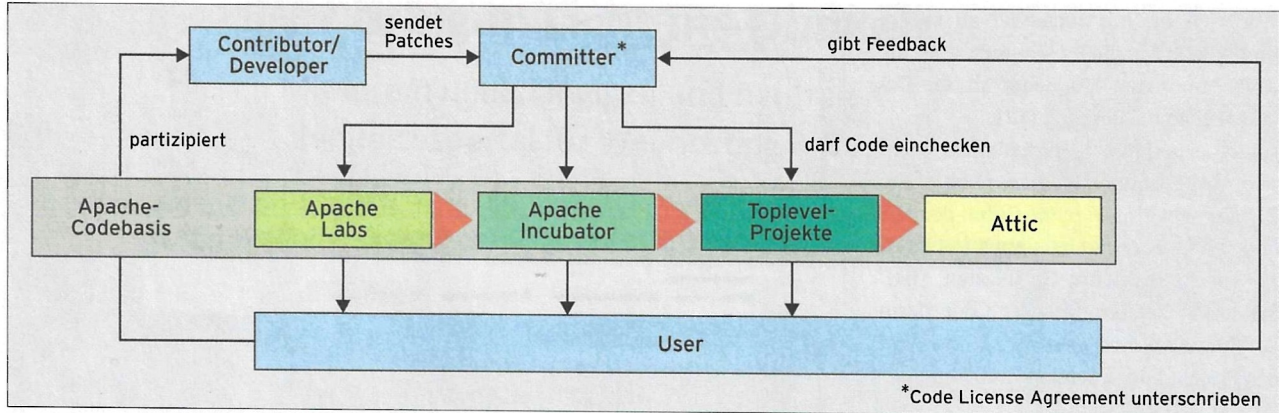 sendet
Patches
Contributor/
Developer
Committer*
gibt Feedback
partizipiert
darf Code einchecken
Apache-
Codebasis
Apache
Labs
Apache
Incubator
Toplevel-
Projekte
Attic
User
*Code License Agreement unterschrieben